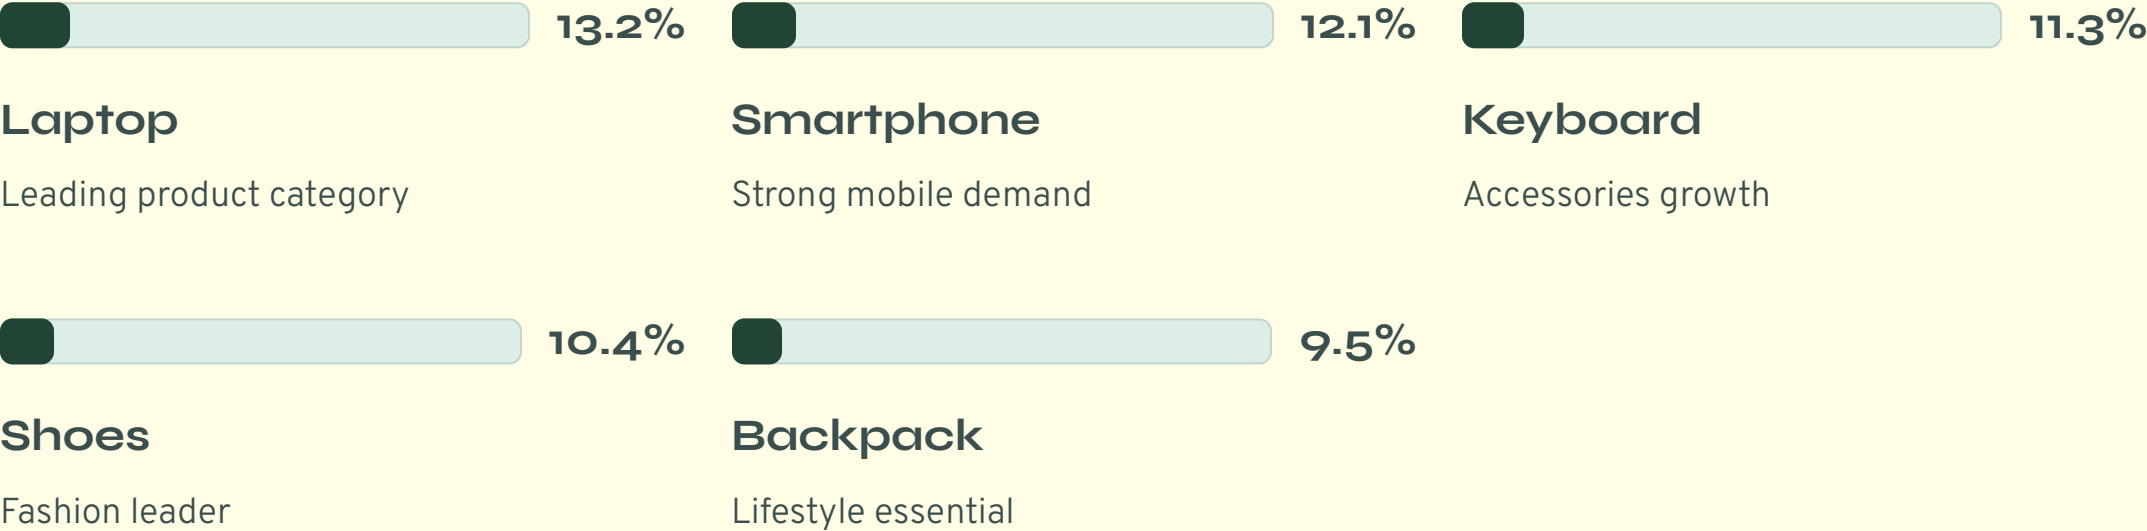 13.2%
Laptop
Leading product category
12.1%
Smartphone
Strong mobile demand
11.3%
Keyboard
Accessories growth
10.4%
Shoes
Fashion leader
9.5%
Backpack
Lifestyle essential